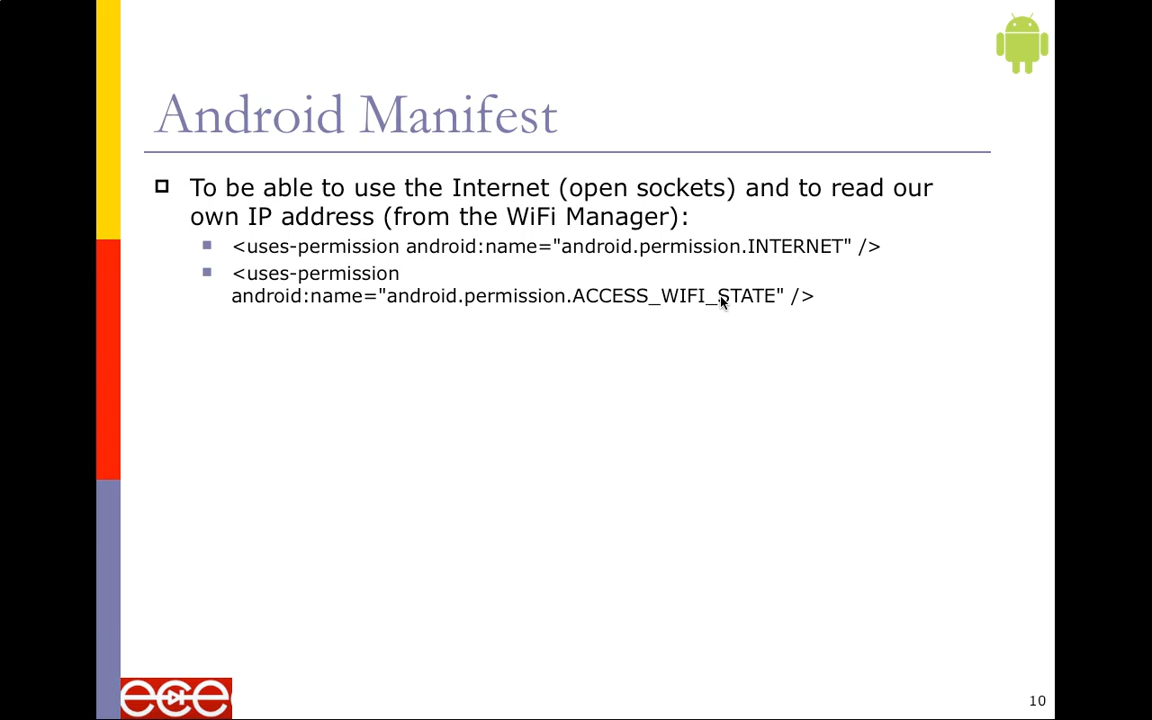 Android Manifest
To be able to use the Internet (open sockets) and to read our
own IP address (from the WiFi Manager):
<uses-permission android:name="android.permission.INTERNET" />
<uses-permission
android:name="android.permission.ACCESS_WIFI_STATE" />
ece
10